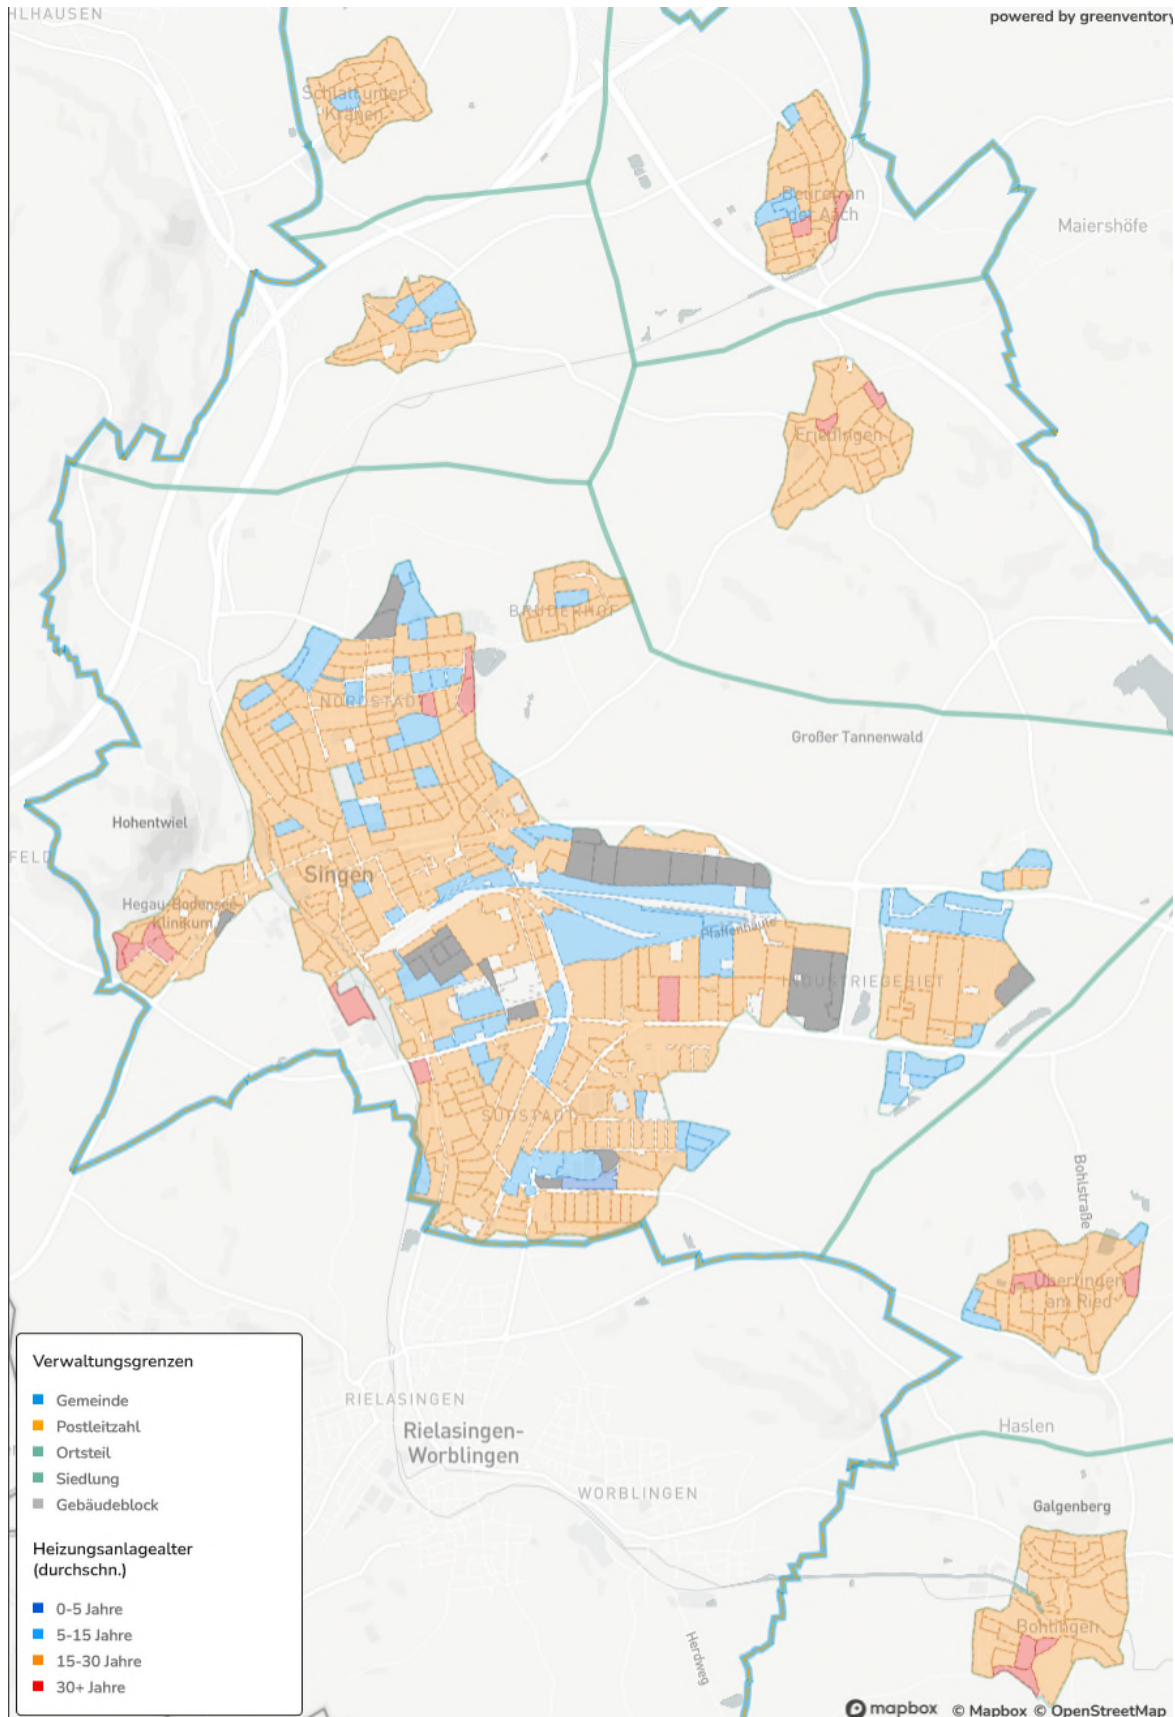 HLHAUSEN
powered by greenventory
Schlatt unter
Krähen
Beuren an
der Aach
Maiershöfe
Friedingen
BRUDERHOF
NORDSTADT
Großer Tannenwald
Hohentwiel
FELD
Singen
Hegau-Bodensee-
Klinikum
Pfaffenhäule
INDUSTRIEGEBIET
SÜDSTADT
Bohlstraße
Überlingen
am Ried
Verwaltungsgrenzen
Gemeinde
Postleitzahl
Ortsteil
Siedlung
Gebäudeblock
Heizungsanlagealter
(durchschn.)
0-5 Jahre
5-15 Jahre
15-30 Jahre
30+ Jahre
RIELASINGEN
Rielasingen-
Worblingen
WORBLINGEN
Haslen
Galgenberg
Bohlingen
Herdweg
mapbox © Mapbox © OpenStreetMap